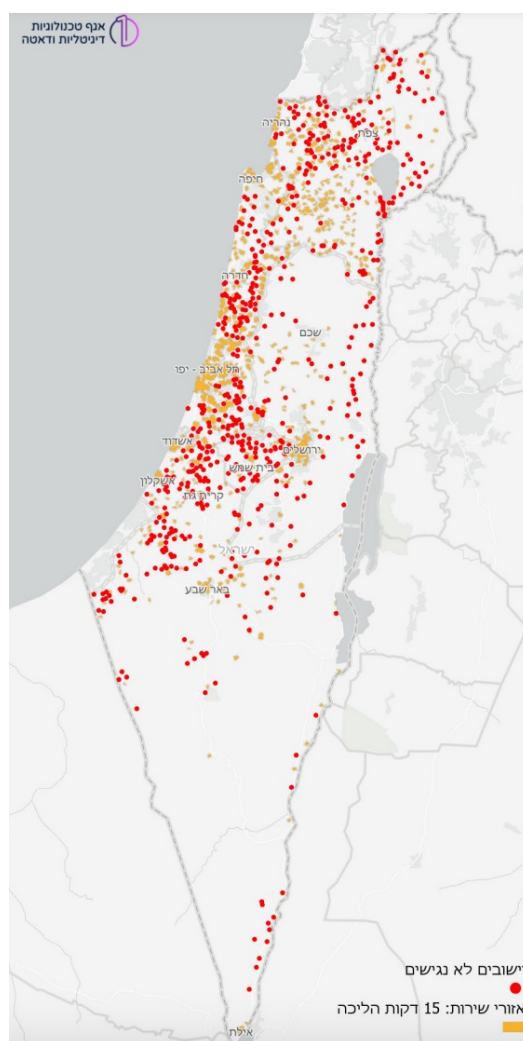 אגף טכנולוגיות
דיגיטליות ודאטה
נהריה
צפת
חיפה
חדרה
שכם
תל אביב - יפו
ירושלים
אשדוד
בית שמש
אשקלון
קרית גת
ישראל
באר שבע
ישובים לא נגישים
אזורי שירות: 15 דקות הליכה
אילת